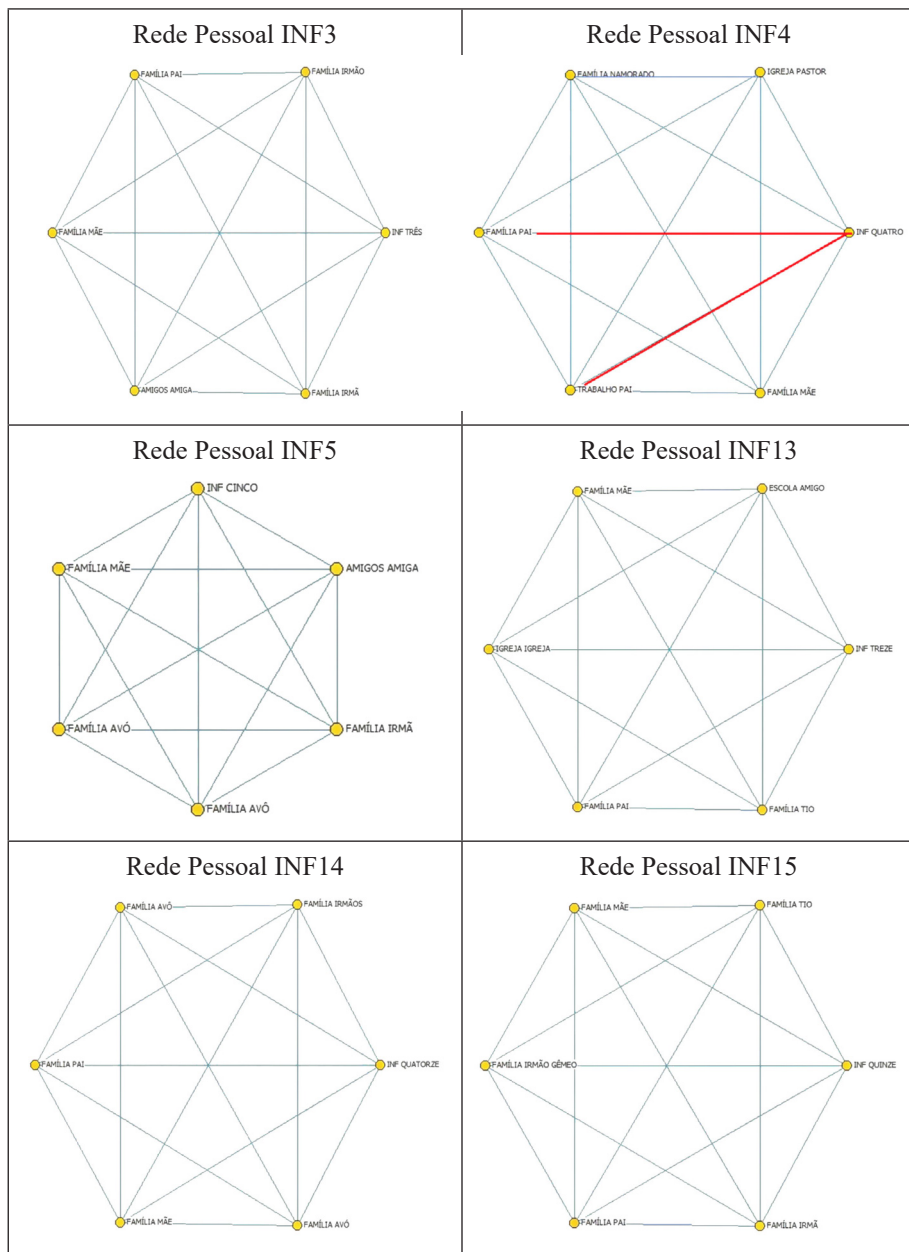 Rede Pessoal INF3
FAMÍLIA PAI
FAMÍLIA IRMÃO
FAMÍLIA MÃE
INF TRÊS
AMIGOS AMIGA
FAMÍLIA IRMÃ
Rede Pessoal INF4
FAMÍLIA NAMORADO
IGREJA PASTOR
FAMÍLIA PAI
INF QUATRO
TRABALHO PAI
FAMÍLIA MÃE
Rede Pessoal INF5
INF CINCO
FAMÍLIA MÃE
AMIGOS AMIGA
FAMÍLIA AVÓ
FAMÍLIA IRMÃ
FAMÍLIA AVÔ
Rede Pessoal INF13
FAMÍLIA MÃE
ESCOLA AMIGO
IGREJA IGREJA
INF TREZE
FAMÍLIA PAI
FAMÍLIA TIO
Rede Pessoal INF14
FAMÍLIA AVÔ
FAMÍLIA IRMÃOS
FAMÍLIA PAI
INF QUATORZE
FAMÍLIA MÃE
FAMÍLIA AVÓ
Rede Pessoal INF15
FAMÍLIA MÃE
FAMÍLIA TIO
FAMÍLIA IRMÃO GÊMEO
INF QUINZE
FAMÍLIA PAI
FAMÍLIA IRMÃ